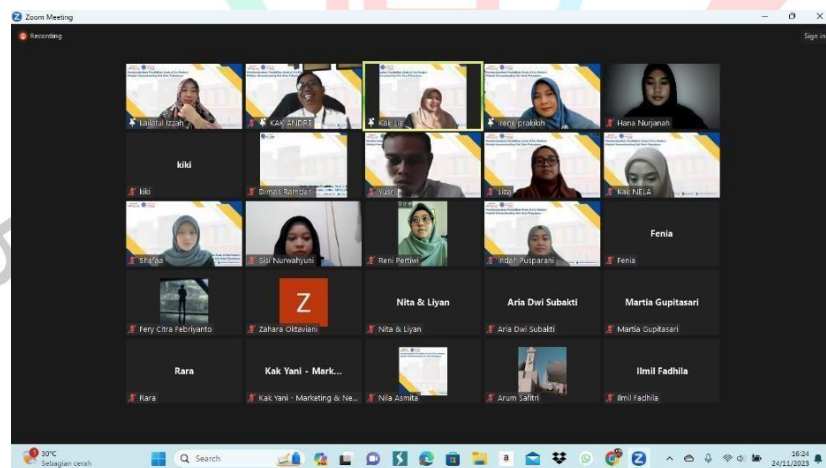 Zoom Meeting
Recording
Sign in
Lailatul Izzah
KAK ANDRE
Kak Lia
Hana Nurjanah
kiki
kiki
Dimas Ramdani
Yusri
Liza
Kak NELA
Shafaa
Sisi Nurwahyuni
Reni Pertiwi
Indah Pusparani
Fenia
Fenia
Fery Citra Febriyanto
Z
Zahara Oktaviani
Nita & Liyan
Nita & Liyan
Aria Dwi Subakti
Aria Dwi Subakti
Martia Gupitasari
Martia Gupitasari
Rara
Rara
Kak Yani - Mark...
Kak Yani - Marketing & Ne...
Nila Asmita
Arum Safitri
Ilmil Fadhila
Ilmil Fadhila
30°C
Sebagian cerah
Search
16:24
24/11/2023